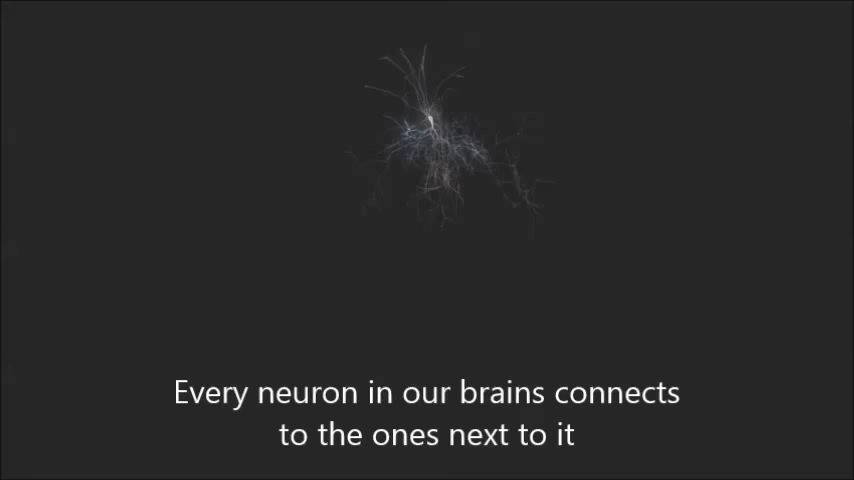 Every neuron in our brains connects
to the ones next to it